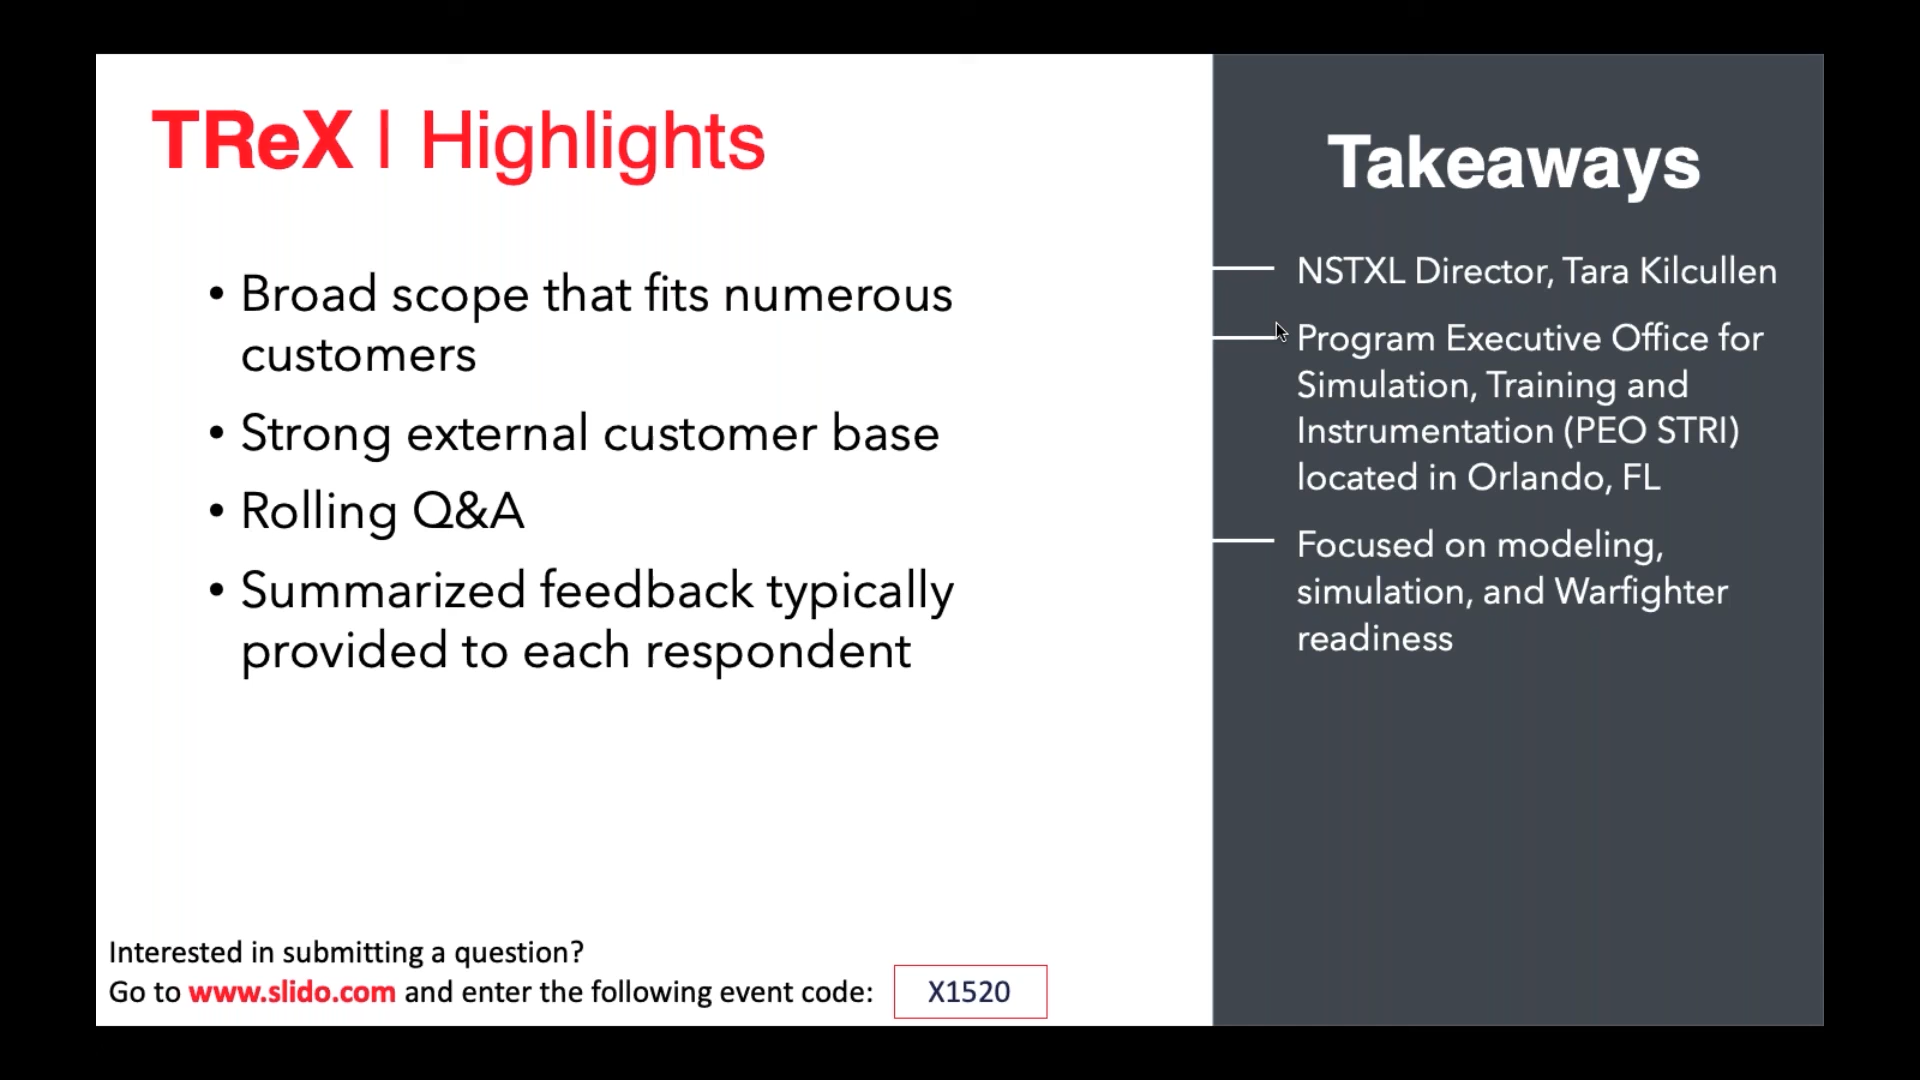 TReX | Highlights
• Broad scope that fits numerous
customers
• Strong external customer base
• Rolling Q&A
• Summarized feedback typically
provided to each respondent
Interested in submitting a question?
Go to www.slido.com and enter the following event code: X1520
Takeaways
NSTXL Director, Tara Kilcullen
Program Executive Office for
Simulation, Training and
Instrumentation (PEO STRI)
located in Orlando, FL
Focused on modeling,
simulation, and Warfighter
readiness